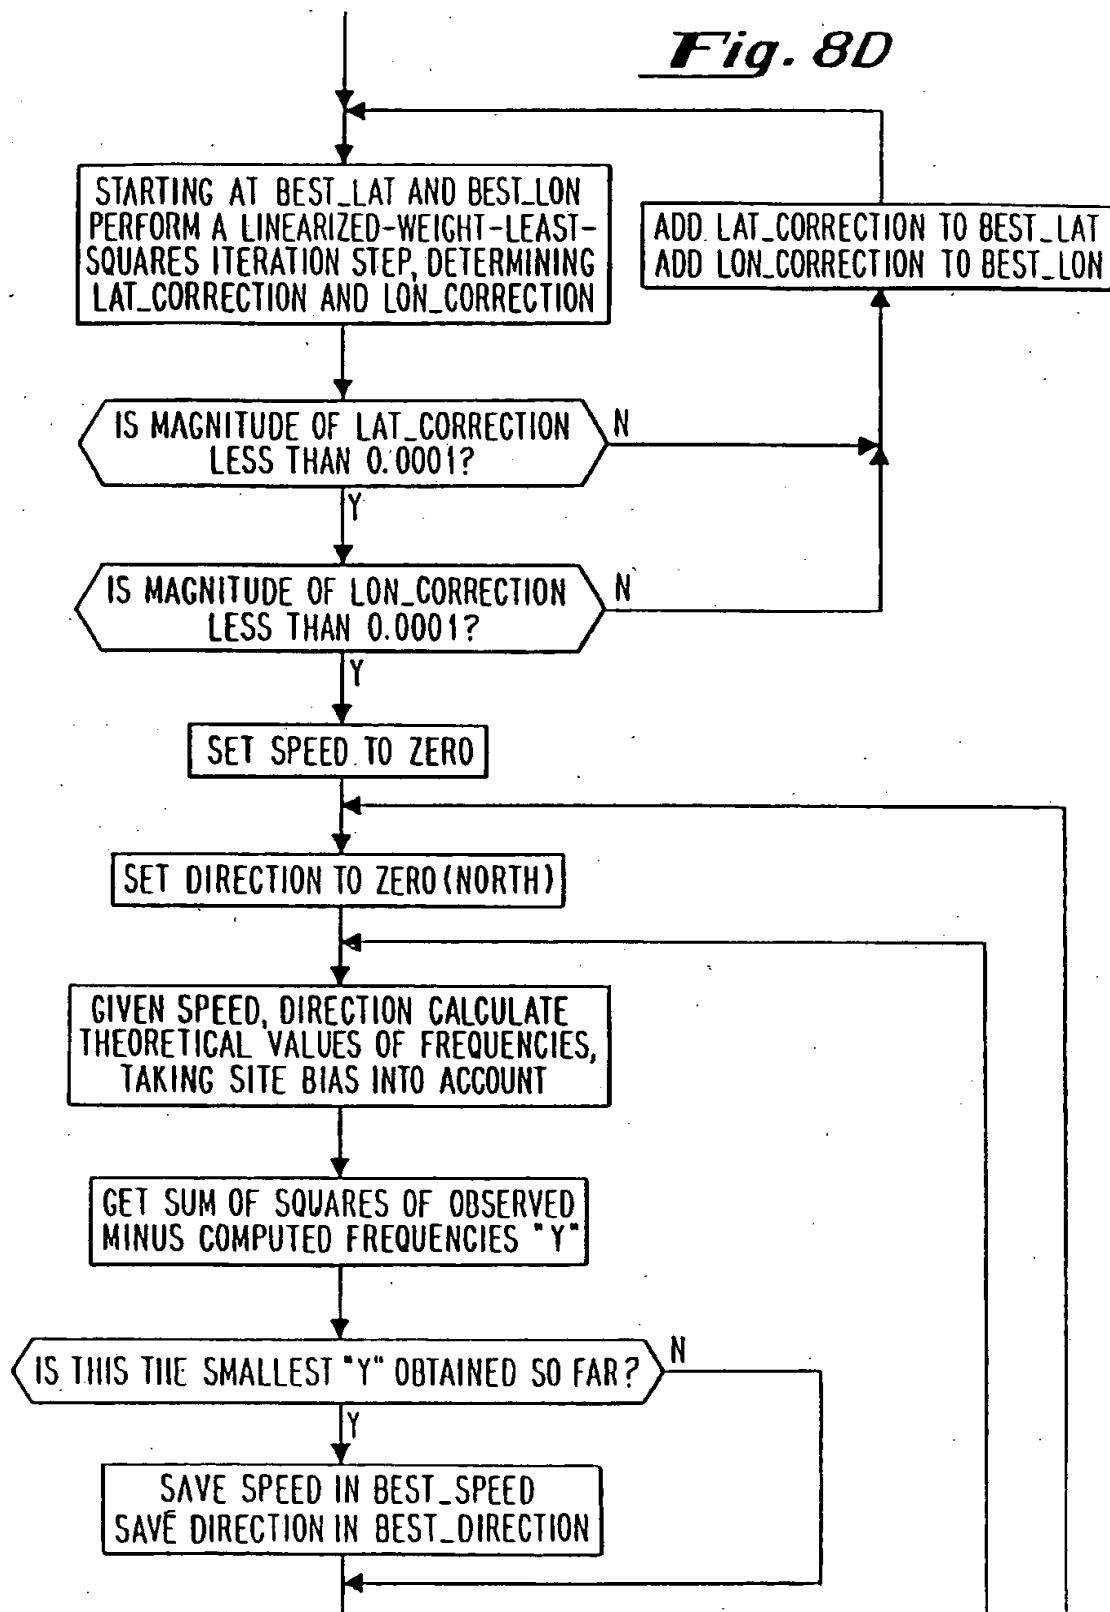 Fig. 8D
STARTING AT BEST_LAT AND BEST_LON
PERFORM A LINEARIZED-WEIGHT-LEAST-
SQUARES ITERATION STEP, DETERMINING
LAT_CORRECTION AND LON_CORRECTION
ADD LAT_CORRECTION TO BEST_LAT
ADD LON_CORRECTION TO BEST_LON
IS MAGNITUDE OF LAT_CORRECTION
LESS THAN 0.0001?
N
Y
IS MAGNITUDE OF LON_CORRECTION
LESS THAN 0.0001?
N
Y
SET SPEED TO ZERO
SET DIRECTION TO ZERO (NORTH)
GIVEN SPEED, DIRECTION CALCULATE
THEORETICAL VALUES OF FREQUENCIES,
TAKING SITE BIAS INTO ACCOUNT
GET SUM OF SQUARES OF OBSERVED
MINUS COMPUTED FREQUENCIES "Y"
IS THIS THE SMALLEST "Y" OBTAINED SO FAR?
N
Y
SAVE SPEED IN BEST_SPEED
SAVE DIRECTION IN BEST_DIRECTION